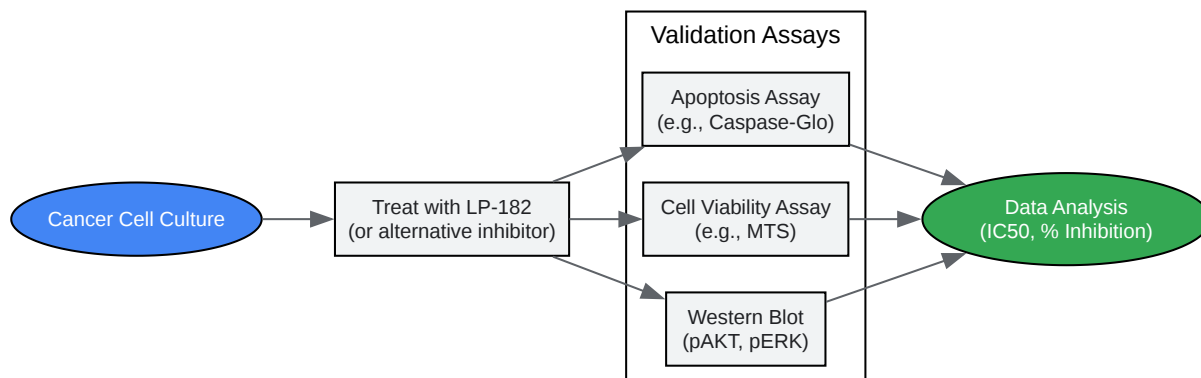 Validation Assays
Apoptosis Assay
(e.g., Caspase-Glo)
Cancer Cell Culture
Treat with LP-182
(or alternative inhibitor)
Cell Viability Assay
(e.g., MTS)
Data Analysis
(IC50, % Inhibition)
Western Blot
(pAKT, pERK)